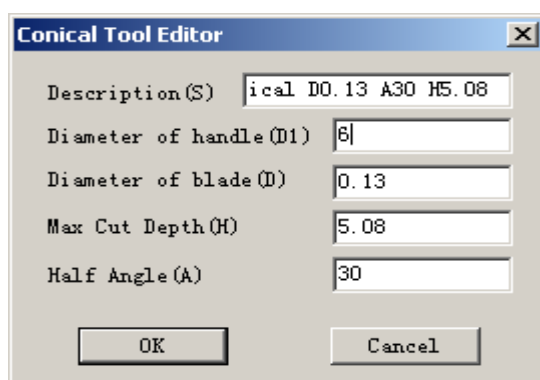 Conical Tool Editor
Description(S) ical D0.13 A30 H5.08
Diameter of handle(D1) 6
Diameter of blade(D) 0.13
Max Cut Depth(H) 5.08
Half Angle(A) 30
OK Cancel